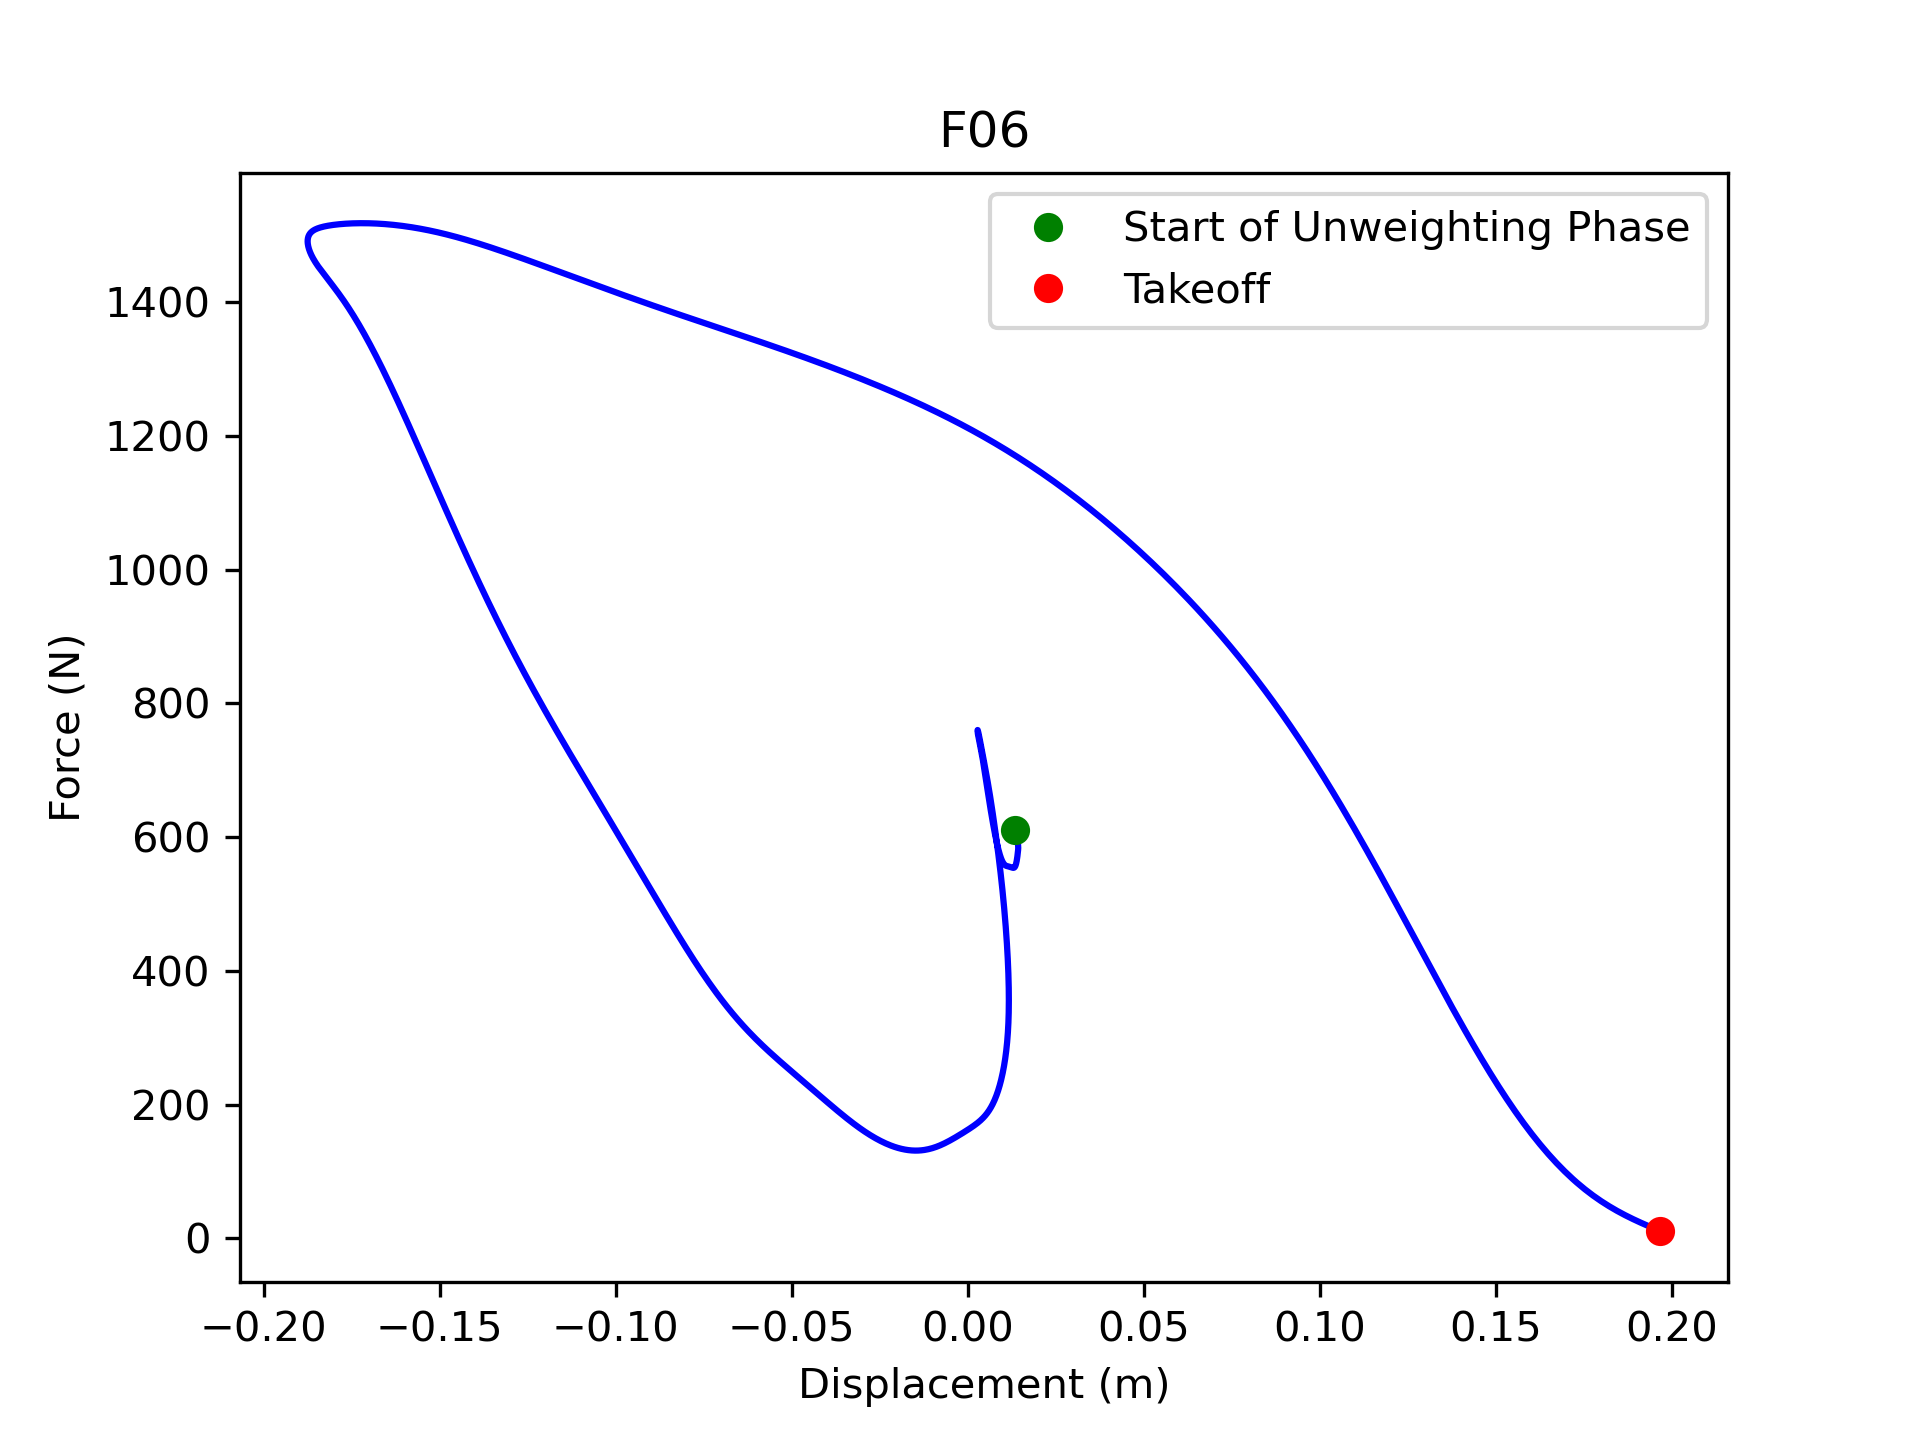 F06
Start of Unweighting Phase
Takeoff
1400
1200
1000
800
600
400
200
0
Force (N)
−0.20 −0.15 −0.10 −0.05 0.00 0.05 0.10 0.15 0.20
Displacement (m)